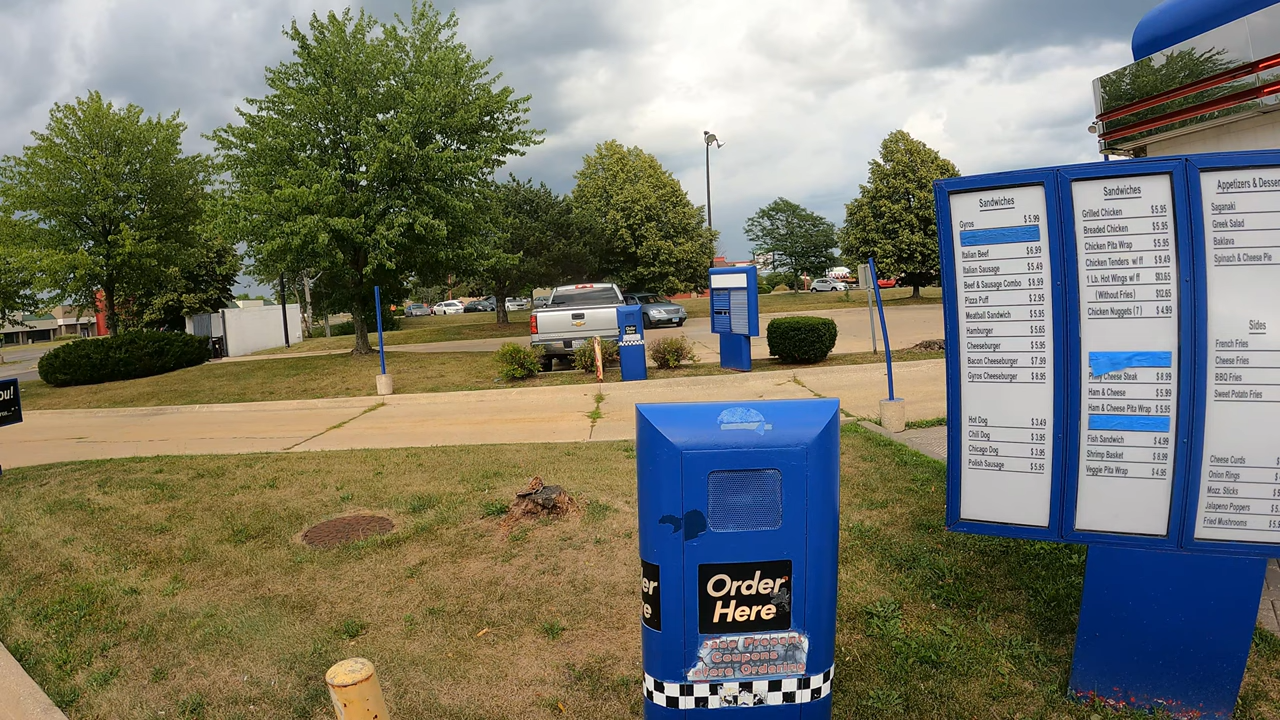 ou!
Order
Here
er
e
Order
Here
Coupons
Sandwiches
Gyros $5.99
Italian Beef $6.99
Italian Sausage $5.49
Beef & Sausage Combo $8.99
Pizza Puff $2.95
Meatball Sandwich $5.95
Hamburger $5.65
Cheeseburger $5.95
Bacon Cheeseburger $7.99
Gyros Cheeseburger $8.95
Hot Dog $3.49
Chili Dog $3.95
Chicago Dog $3.95
Polish Sausage $5.95
Sandwiches
Grilled Chicken $5.95
Breaded Chicken $5.95
Chicken Pita Wrap $5.95
Chicken Tenders w/ ff $9.49
1 Lb. Hot Wings w/ ff $13.65
(Without Fries) $12.65
Chicken Nuggets (7) $4.99
Philly Cheese Steak $8.99
Ham & Cheese $5.99
Ham & Cheese Pita Wrap $5.95
Fish Sandwich $4.99
Shrimp Basket $8.99
Veggie Pita Wrap $4.95
Appetizers & Desser
Saganaki
Greek Salad
Baklava
Spinach & Cheese Pie
Sides
French Fries
Cheese Fries
BBQ Fries
Sweet Potato Fries
Cheese Curds $
Onion Rings $
Mozz. Sticks $
Jalapeno Poppers $
Fried Mushrooms $